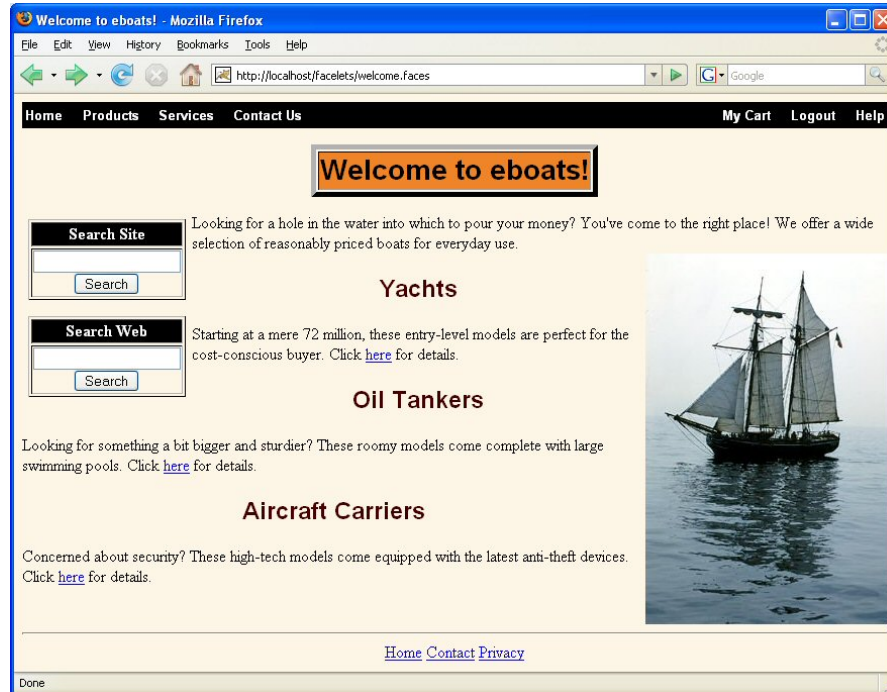 Welcome to eboats! - Mozilla Firefox
File Edit View History Bookmarks Tools Help
http://localhost/facelets/welcome.faces
G Google
Home Products Services Contact Us My Cart Logout Help
Welcome to eboats!
Search Site
Search
Search Web
Search
Looking for a hole in the water into which to pour your money? You've come to the right place! We offer a wide
selection of reasonably priced boats for everyday use.
Yachts
Starting at a mere 72 million, these entry-level models are perfect for the
cost-conscious buyer. Click here for details.
Oil Tankers
Looking for something a bit bigger and sturdier? These roomy models come complete with large
swimming pools. Click here for details.
Aircraft Carriers
Concerned about security? These high-tech models come equipped with the latest anti-theft devices.
Click here for details.
Home Contact Privacy
Done